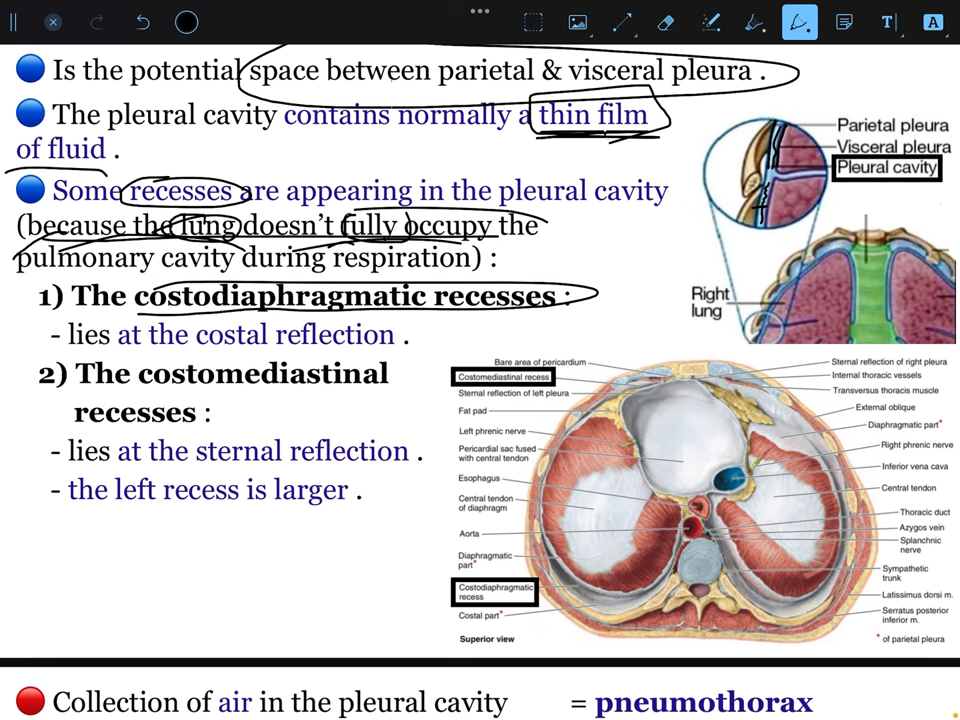 Is the potential space between parietal & visceral pleura .
The pleural cavity contains normally a thin film
of fluid .
Some recesses are appearing in the pleural cavity
(because the lung doesn't fully occupy the
pulmonary cavity during respiration) :
1) The costodiaphragmatic recesses :
- lies at the costal reflection .
2) The costomediastinal
recesses :
- lies at the sternal reflection .
- the left recess is larger .
Parietal pleura
Visceral pleura
Pleural cavity
Right
lung
Bare area of pericardium
Costomediastinal recess
Sternal reflection of left pleura
Fat pad
Left phrenic nerve
Pericardial sac fused
with central tendon
Esophagus
Central tendon
of diaphragm
Aorta
Diaphragmatic
part*
Costodiaphragmatic
recess
Costal part*
Superior view
Sternal reflection of right pleura
Internal thoracic vessels
Transversus thoracis muscle
External oblique
Diaphragmatic part*
Right phrenic nerve
Inferior vena cava
Central tendon
Thoracic duct
Azygos vein
Splanchnic
nerve
Sympathetic
trunk
Latissimus dorsi m.
Serratus posterior
inferior m.
* of parietal pleura
Collection of air in the pleural cavity = pneumothorax
T
A